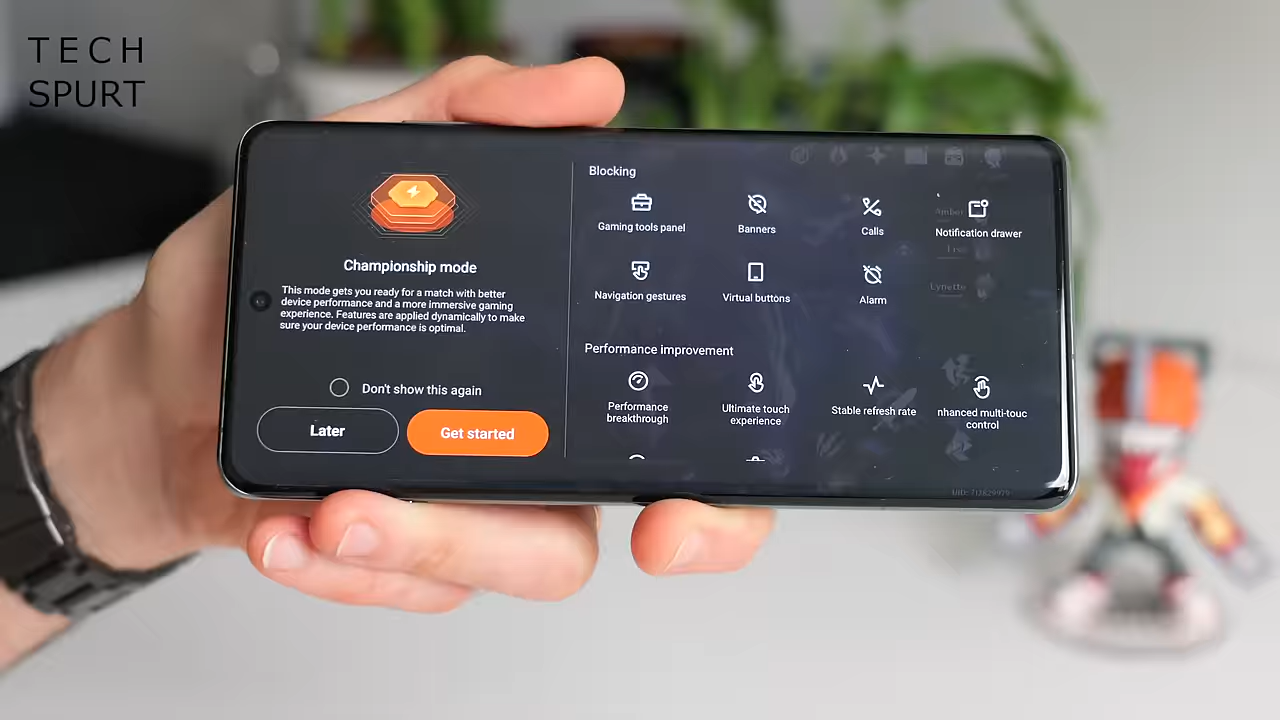 TECH
SPURT
Championship mode
This mode gets you ready for a match with better
device performance and a more immersive gaming
experience. Features are applied dynamically to make
sure your device performance is optimal.
Don't show this again
Later
Get started
Blocking
Gaming tools panel
Banners
Calls
Notification drawer
Navigation gestures
Virtual buttons
Alarm
Performance improvement
Performance
breakthrough
Ultimate touch
experience
Stable refresh rate
nhanced multi-touc
control
Amber
Lynette